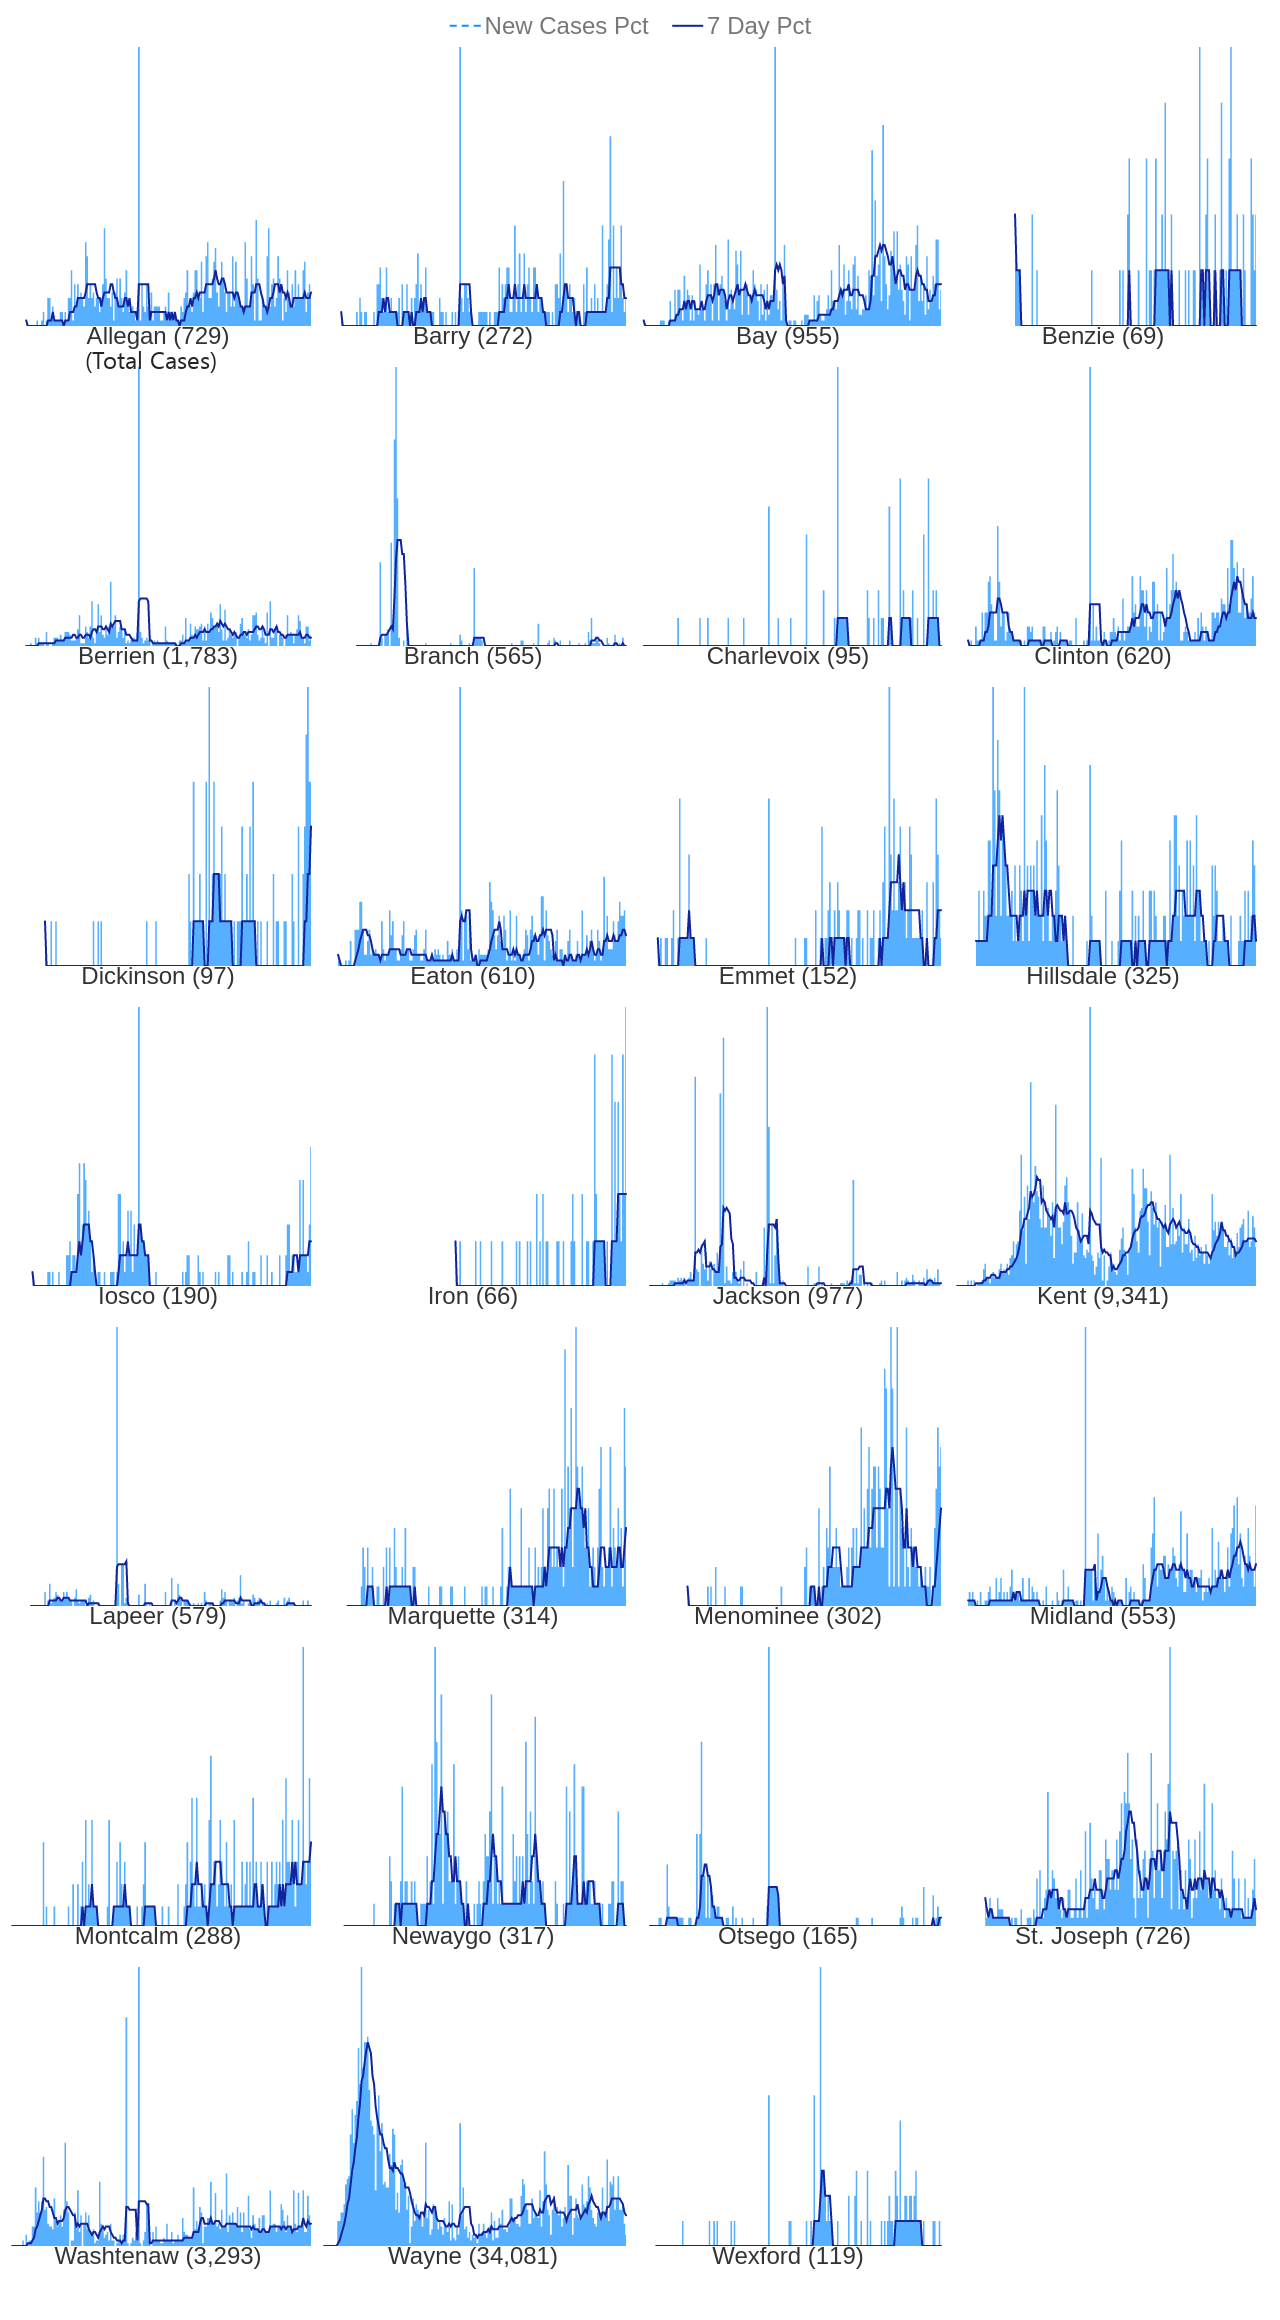 New Cases Pct 7 Day Pct
Allegan (729) Barry (272) Bay (955) Benzie (69)
(Total Cases)
Berrien (1,783) Branch (565) Charlevoix (95) Clinton (620)
Dickinson (97) Eaton (610) Emmet (152) Hillsdale (325)
Iosco (190) Iron (66) Jackson (977) Kent (9,341)
Lapeer (579) Marquette (314) Menominee (302) Midland (553)
Montcalm (288) Newaygo (317) Otsego (165) St. Joseph (726)
Washtenaw (3,293) Wayne (34,081) Wexford (119)